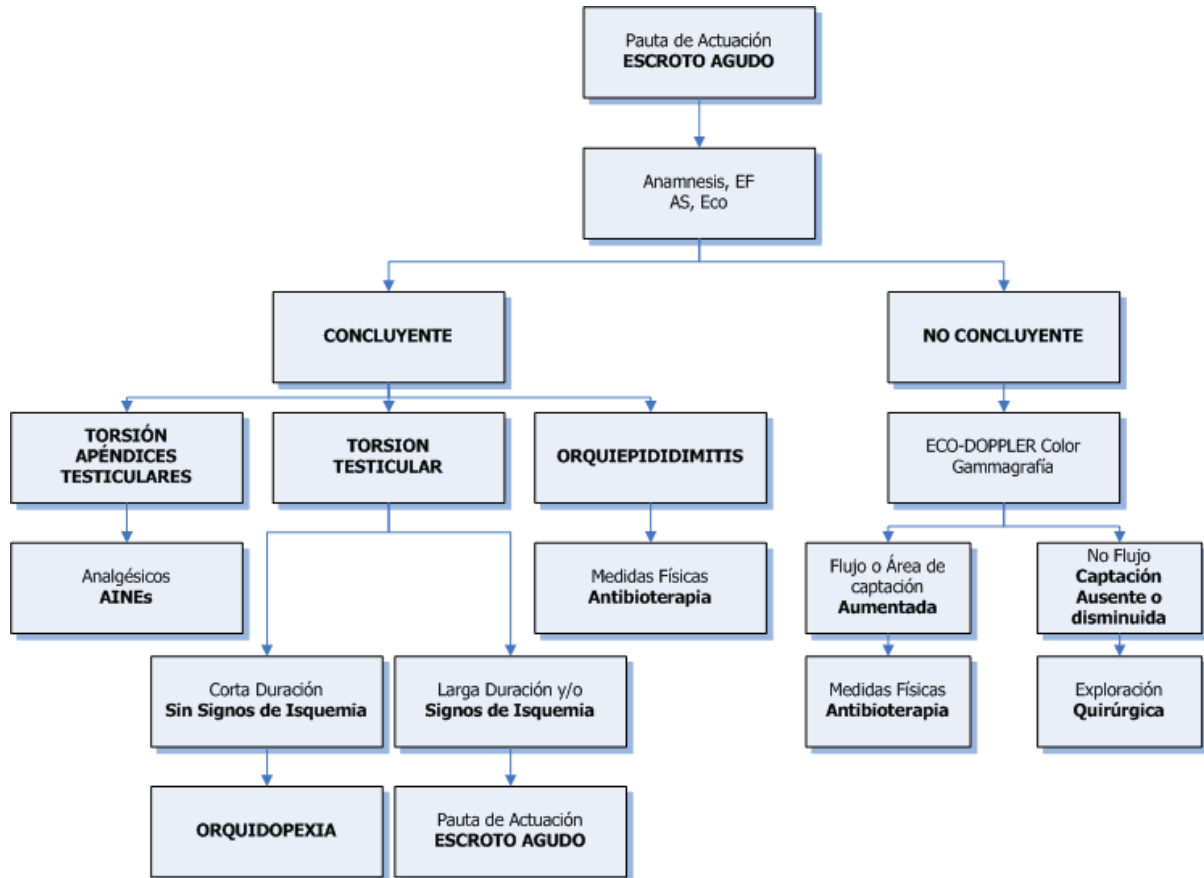 Pauta de Actuación
ESCROTO AGUDO
Anamnesis, EF
AS, Eco
CONCLUYENTE
NO CONCLUYENTE
TORSIÓN
APÉNDICES
TESTICULARES
TORSION
TESTICULAR
ORQUIEPIDIDIMITIS
ECO-DOPPLER Color
Gammagrafía
Analgésicos
AINEs
Medidas Físicas
Antibioterapia
Flujo o Área de
captación
Aumentada
No Flujo
Captación
Ausente o
disminuida
Corta Duración
Sin Signos de Isquemia
Larga Duración y/o
Signos de Isquemia
Medidas Físicas
Antibioterapia
Exploración
Quirúrgica
ORQUIDOPEXIA
Pauta de Actuación
ESCROTO AGUDO